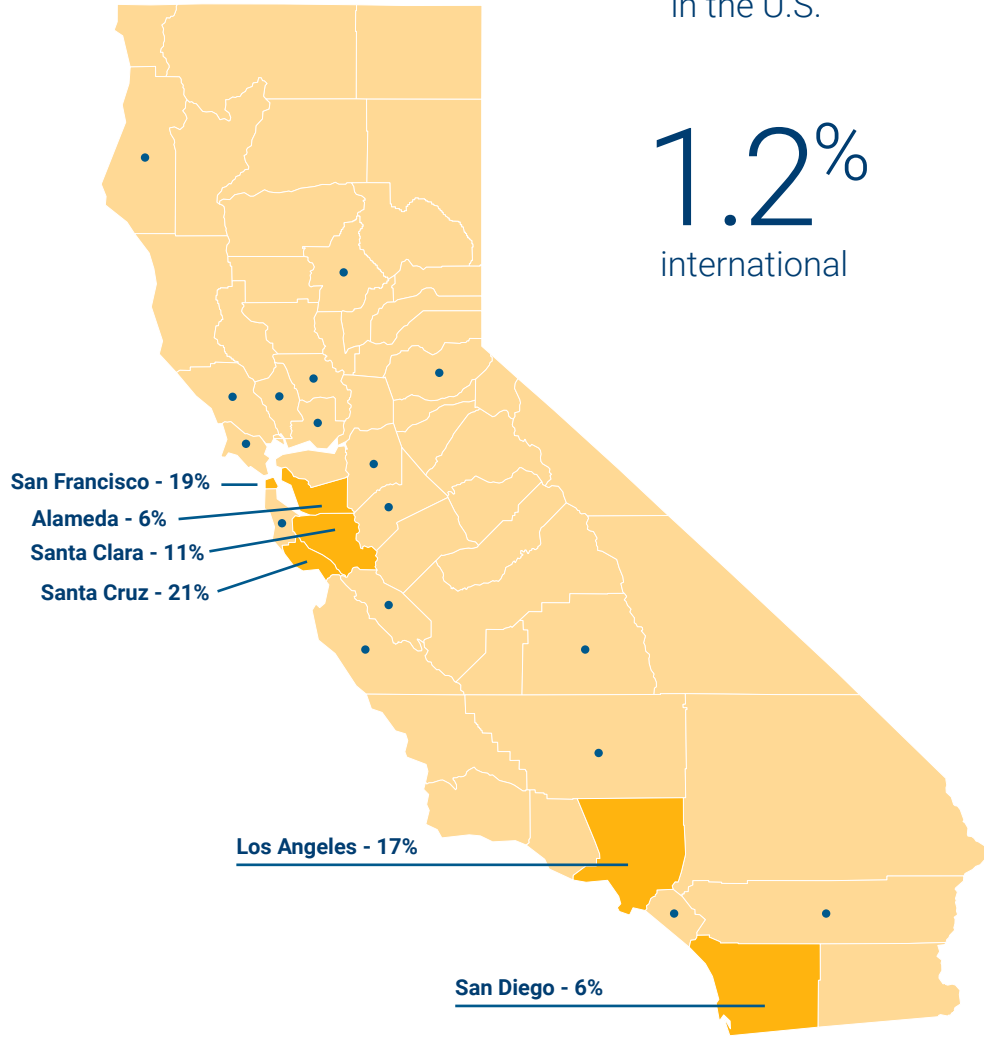 in the U.S.
1.2%
international
San Francisco - 19%
Alameda - 6%
Santa Clara - 11%
Santa Cruz - 21%
Los Angeles - 17%
San Diego - 6%